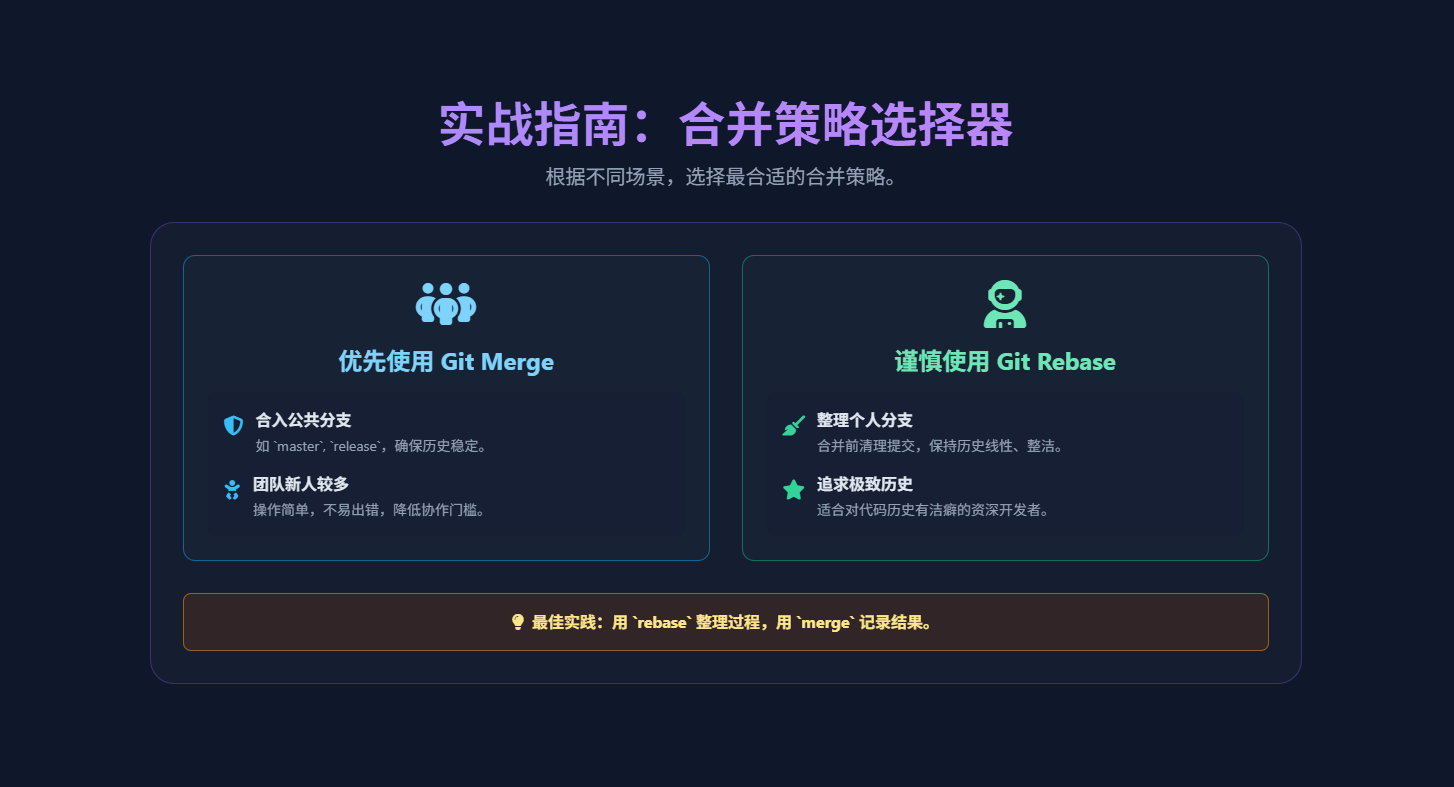 实战指南：合并策略选择器
根据不同场景，选择最合适的合并策略。
优先使用 Git Merge
合入公共分支
如 `master`, `release`，确保历史稳定。
团队新人较多
操作简单，不易出错，降低协作门槛。
谨慎使用 Git Rebase
整理个人分支
合并前清理提交，保持历史线性、整洁。
追求极致历史
适合对代码历史有洁癖的资深开发者。
最佳实践：用 `rebase` 整理过程，用 `merge` 记录结果。